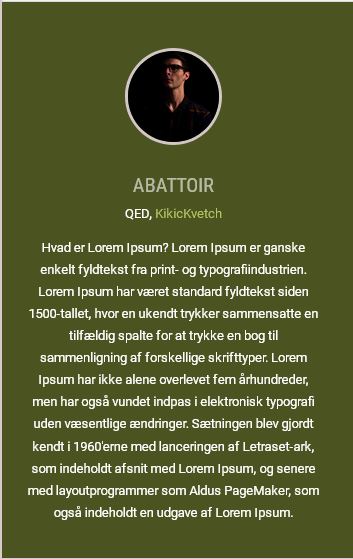 ABATTOIR
QED, KikicKvetch
Hvad er Lorem Ipsum? Lorem Ipsum er ganske
enkelt fyldtekst fra print- og typografiindustrien.
Lorem Ipsum har været standard fyldtekst siden
1500-tallet, hvor en ukendt trykker sammensatte en
tilfældig spalte for at trykke en bog til
sammenligning af forskellige skrifttyper. Lorem
Ipsum har ikke alene overlevet fem århundreder,
men har også vundet indpas i elektronisk typografi
uden væsentlige ændringer. Sætningen blev gjordt
kendt i 1960'erne med lanceringen af Letraset-ark,
som indeholdt afsnit med Lorem Ipsum, og senere
med layoutprogrammer som Aldus PageMaker, som
også indeholdt en udgave af Lorem Ipsum.